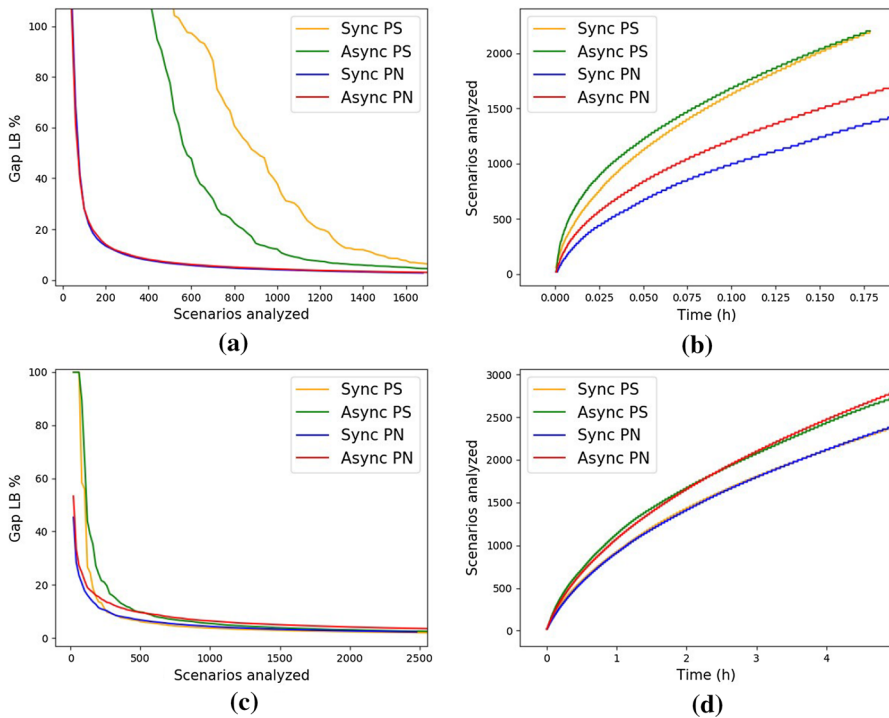 Gap LB %
100
80
60
40
20
0
Sync PS
Async PS
Sync PN
Async PN
0 200 400 600 800 1000 1200 1400 1600
Scenarios analyzed
(a)
Scenarios analyzed
2000
1500
1000
500
0
Sync PS
Async PS
Sync PN
Async PN
0.000 0.025 0.050 0.075 0.100 0.125 0.150 0.175
Time (h)
(b)
Gap LB %
100
80
60
40
20
0
Sync PS
Async PS
Sync PN
Async PN
0 500 1000 1500 2000 2500
Scenarios analyzed
(c)
Scenarios analyzed
3000
2500
2000
1500
1000
500
0
Sync PS
Async PS
Sync PN
Async PN
0 1 2 3 4
Time (h)
(d)